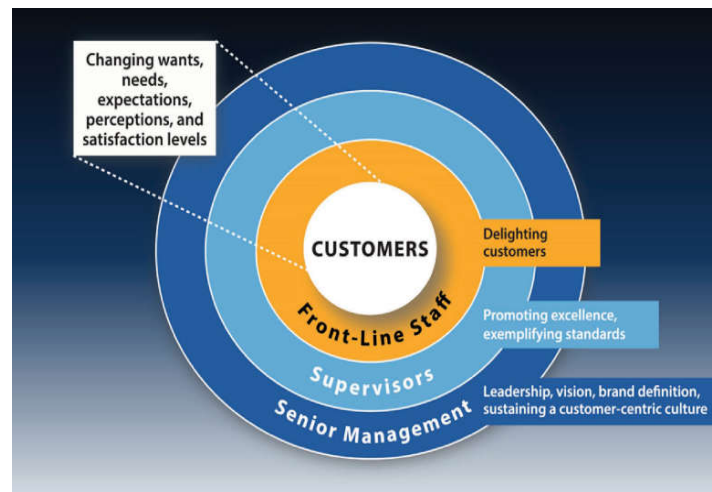 Changing wants,
needs,
expectations,
perceptions, and
satisfaction levels
CUSTOMERS
Front-Line Staff
Supervisors
Senior Management
Delighting
customers
Promoting excellence,
exemplifying standards
Leadership, vision, brand definition,
sustaining a customer-centric culture